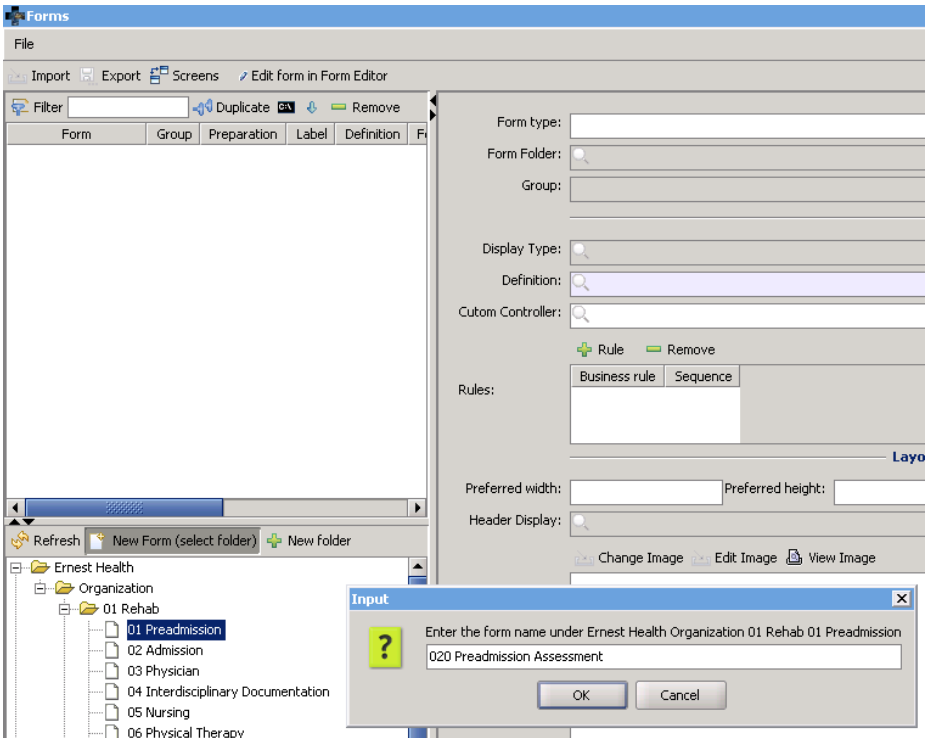 Forms
File
Import Export Screens Edit form in Form Editor
Filter Duplicate Remove
Form Group Preparation Label Definition
Form type:
Form Folder:
Group:
Display Type:
Definition:
Cutom Controller:
Rule Remove
Business rule Sequence
Rules:
Layo
Preferred width: Preferred height:
Header Display:
Change Image Edit Image View Image
Refresh New Form (select folder) New folder
Ernest Health
Organization
01 Rehab
01 Preadmission
02 Admission
03 Physician
04 Interdisciplinary Documentation
05 Nursing
06 Physical Therapy
Input
Enter the form name under Ernest Health Organization 01 Rehab 01 Preadmission
020 Preadmission Assessment
OK Cancel